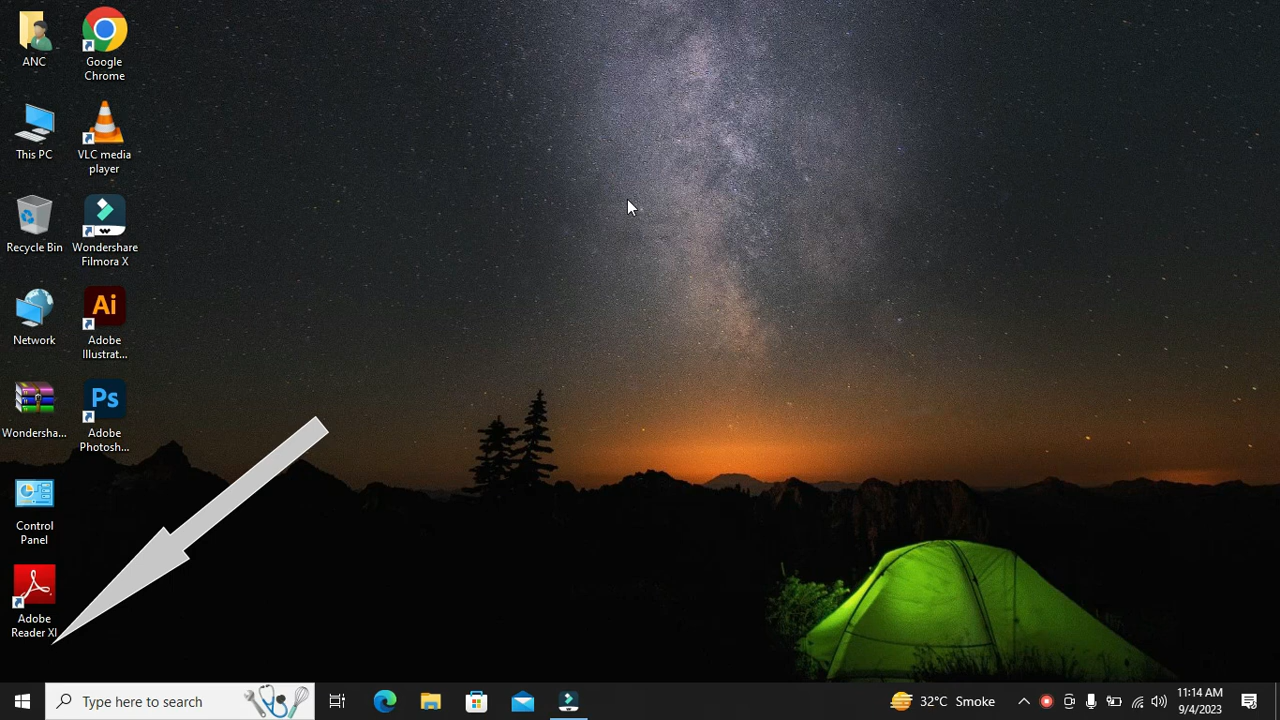 ANC
Google
Chrome
This PC
VLC media
player
Recycle Bin
Wondershare
Filmora X
Network
Ai
Adobe
Illustrat...
Wondersha...
Ps
Adobe
Photosh...
Control
Panel
Adobe
Reader XI
Type here to search
32°C Smoke
:14 AM
9/4/2023